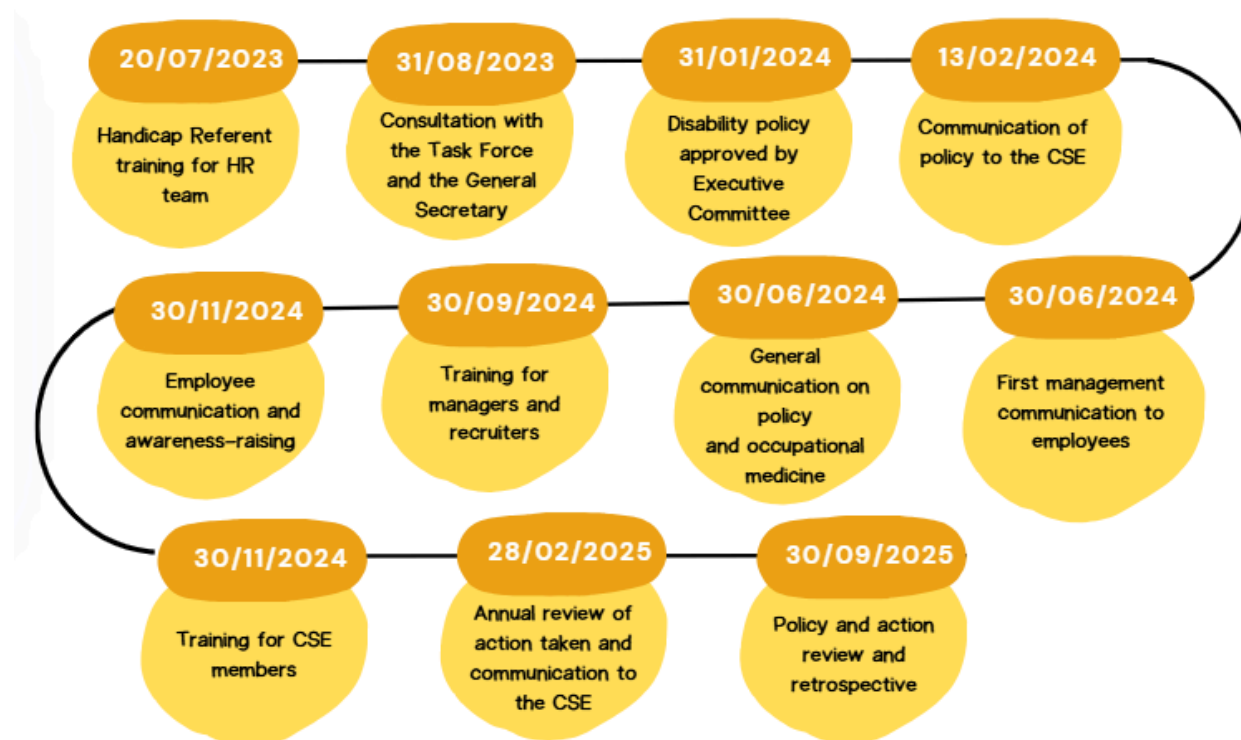 20/07/2023
Handicap Referent
training for HR
team
31/08/2023
Consultation with
the Task Force
and the General
Secretary
31/01/2024
Disability policy
approved by
Executive
Committee
13/02/2024
Communication of
policy to the CSE
30/06/2024
First management
communication to
employees
30/06/2024
General
communication on
policy
and occupational
medicine
30/09/2024
Training for
managers and
recruiters
30/11/2024
Employee
communication and
awareness-raising
30/11/2024
Training for CSE
members
28/02/2025
Annual review of
action taken and
communication to
the CSE
30/09/2025
Policy and action
review and
retrospective